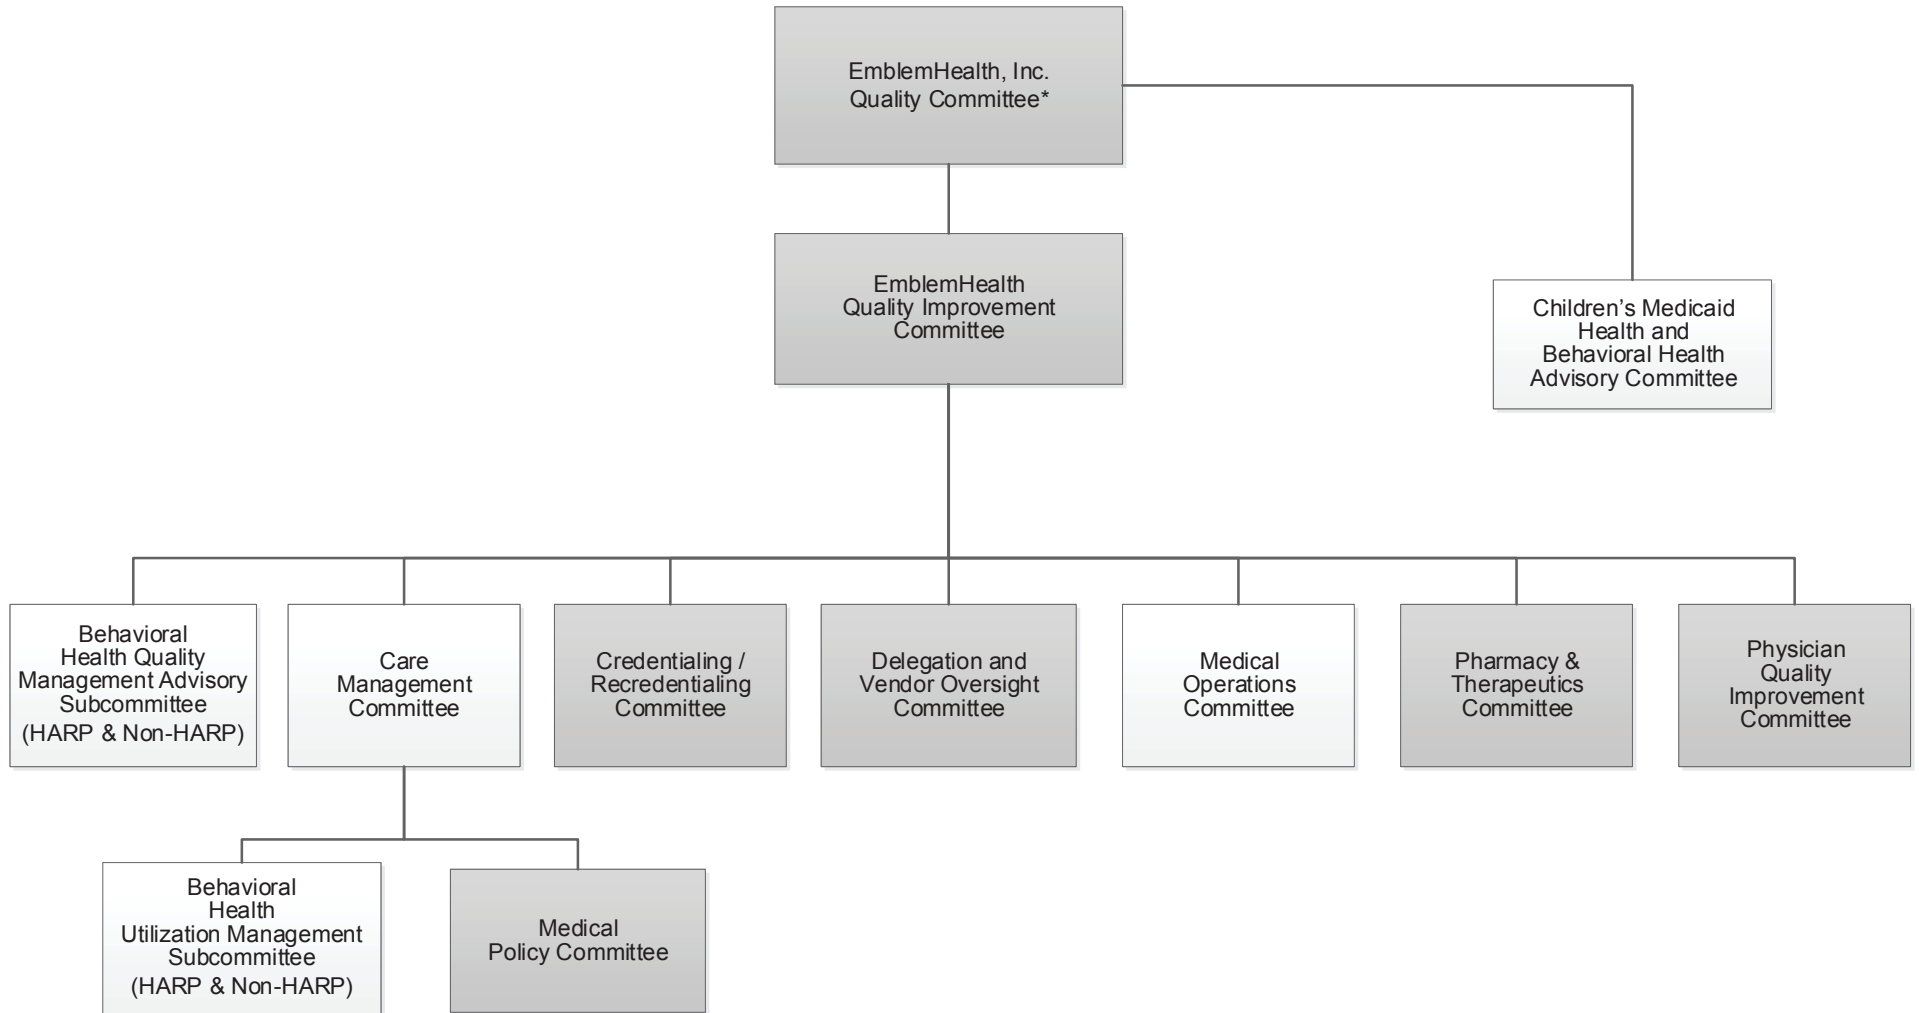 EmblemHealth, Inc.
Quality Committee*
EmblemHealth
Quality Improvement
Committee
Children’s Medicaid
Health and
Behavioral Health
Advisory Committee
Behavioral
Health Quality
Management Advisory
Subcommittee
(HARP & Non-HARP)
Care
Management
Committee
Credentialing /
Recredentialing
Committee
Delegation and
Vendor Oversight
Committee
Medical
Operations
Committee
Pharmacy &
Therapeutics
Committee
Physician
Quality
Improvement
Committee
Behavioral
Health
Utilization Management
Subcommittee
(HARP & Non-HARP)
Medical
Policy Committee